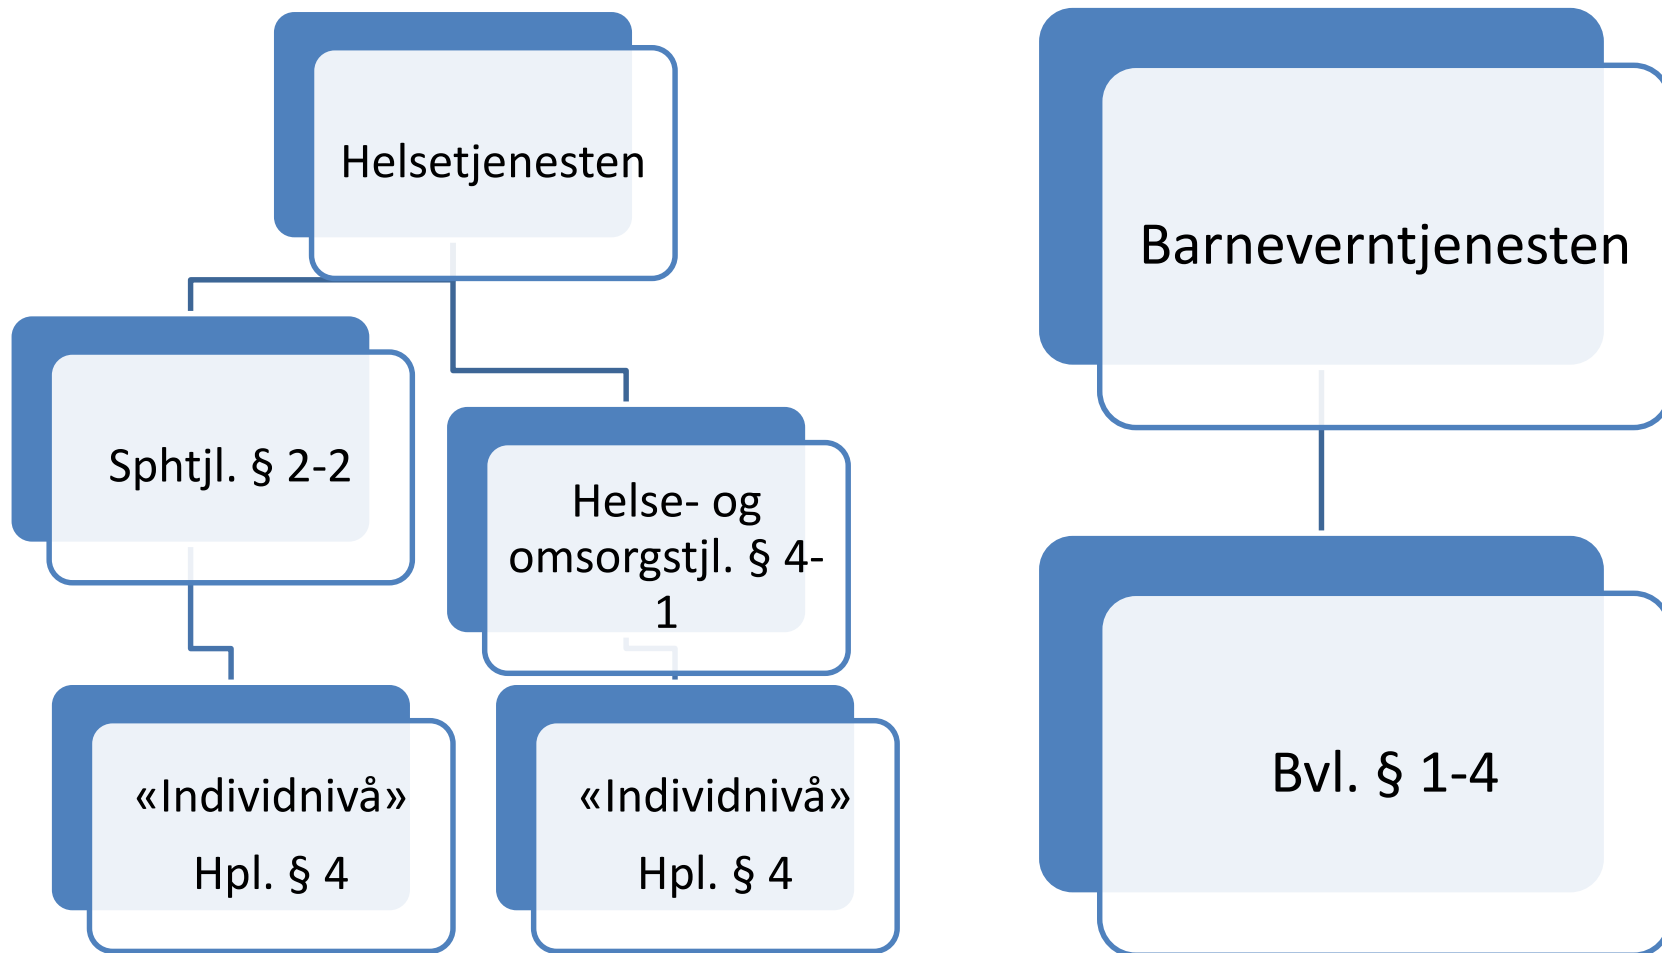 Helsetjenesten
Sphtjl. § 2-2
Helse- og
omsorgstjl. § 4-
1
«Individnivå»
Hpl. § 4
«Individnivå»
Hpl. § 4
Barneverntjenesten
Bvl. § 1-4